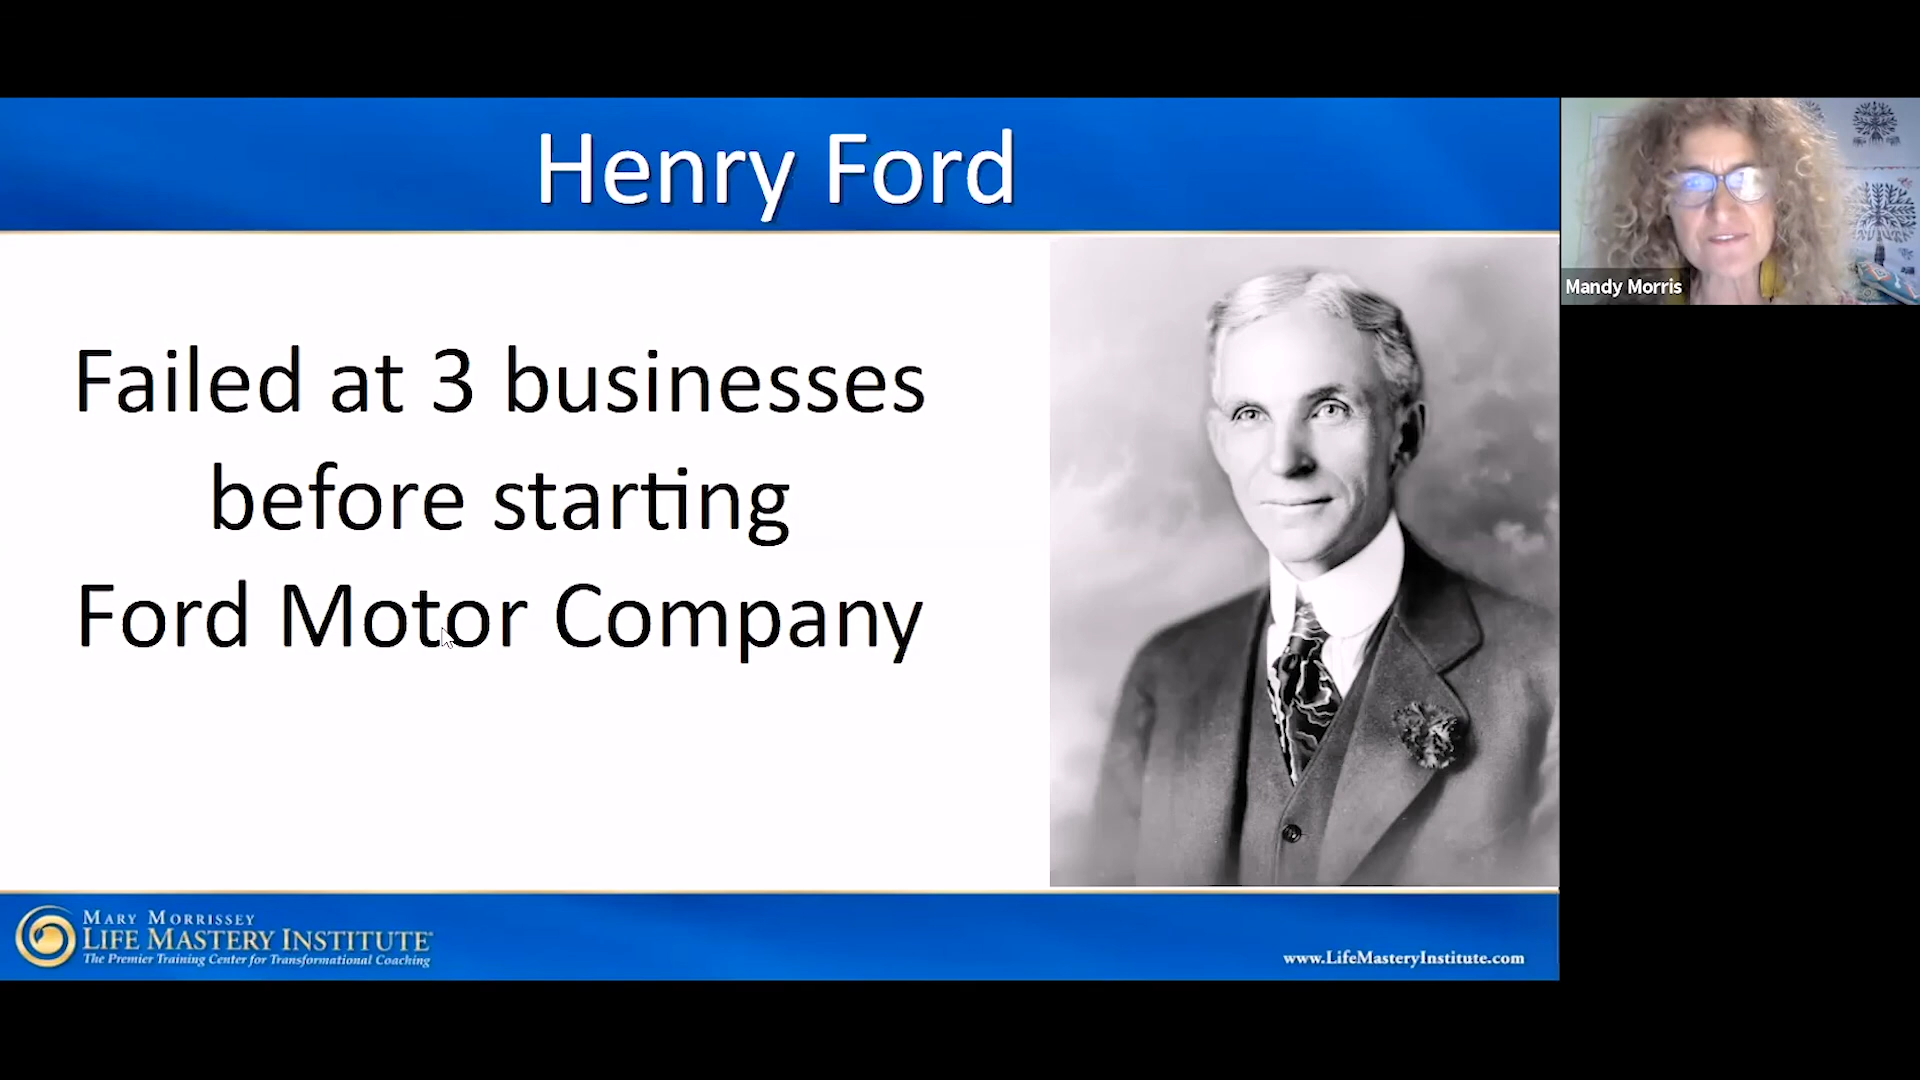 Henry Ford
Mandy Morris
Failed at 3 businesses
before starting
Ford Motor Company
MARY MORRISSEY
LIFE MASTERY INSTITUTE
The Premier Training Center for Transformational Coaching
www.LifeMasteryInstitute.com